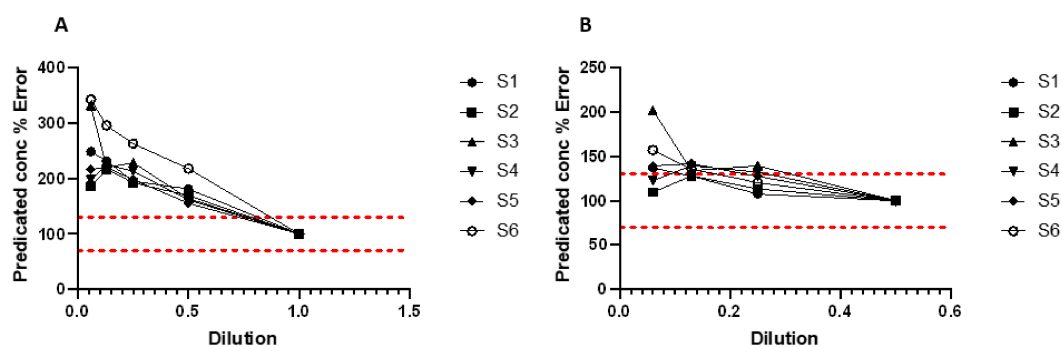 A
Predicated conc % Error
400
300
200
100
0
0.0 0.5 1.0 1.5
Dilution
S1
S2
S3
S4
S5
S6
B
Predicated conc % Error
250
200
150
100
50
0
0.0 0.2 0.4 0.6
Dilution
S1
S2
S3
S4
S5
S6